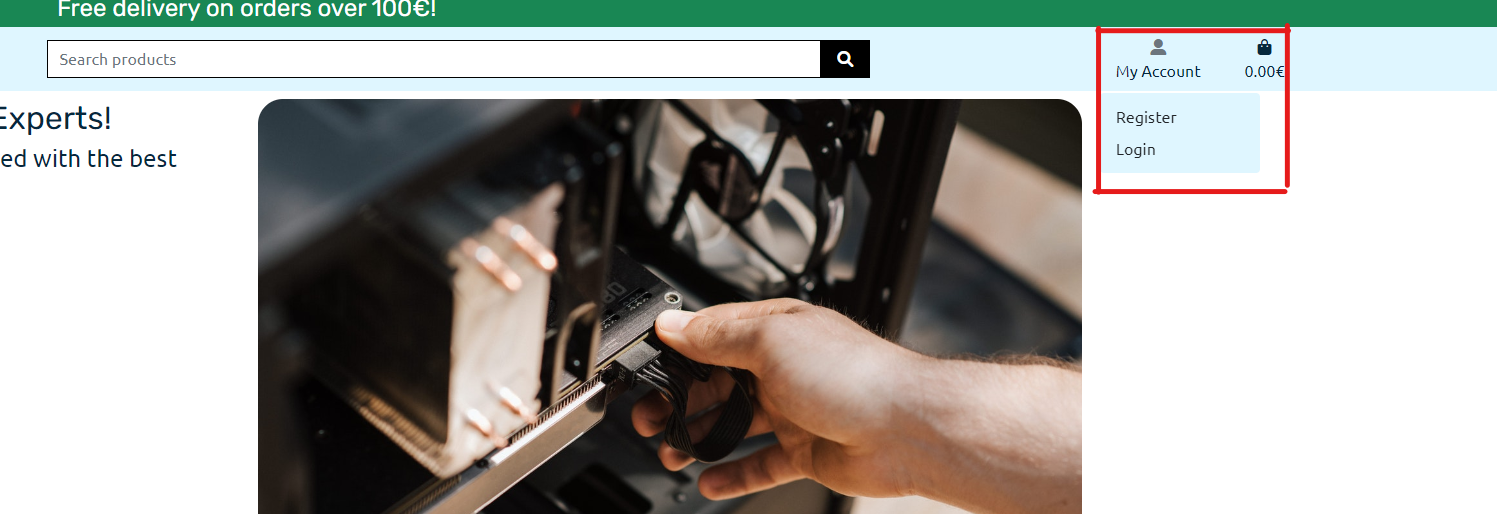 Free delivery on orders over 100€!
Search products
My Account
0.00€
Register
Login
Experts!
ed with the best